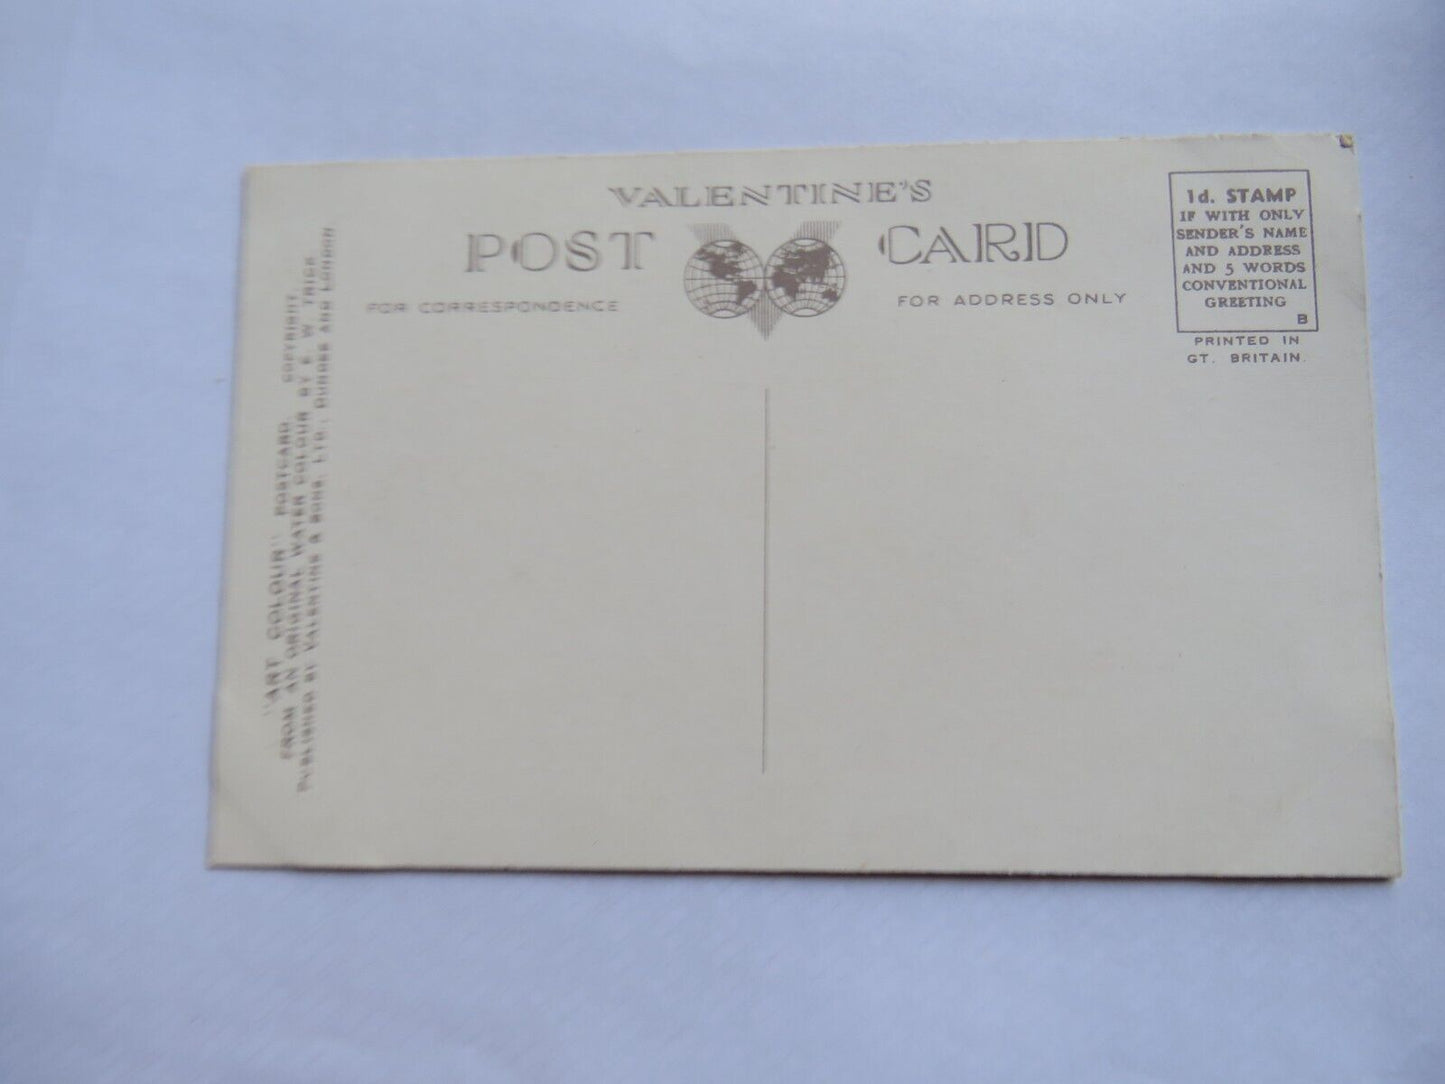 VALENTINE'S
POST CARD
FOR CORRESPONDENCE
FOR ADDRESS ONLY
1d. STAMP
IF WITH ONLY
SENDER'S NAME
AND ADDRESS
AND 5 WORDS
CONVENTIONAL
GREETING
B
PRINTED IN
GT. BRITAIN.
"ART COLOUR" POSTCARD. COPYRIGHT
FROM AN ORIGINAL WATER COLOUR BY E. W. TRICK
PUBLISHED BY VALENTINE & SONS, LTD., DUNDEE AND LONDON